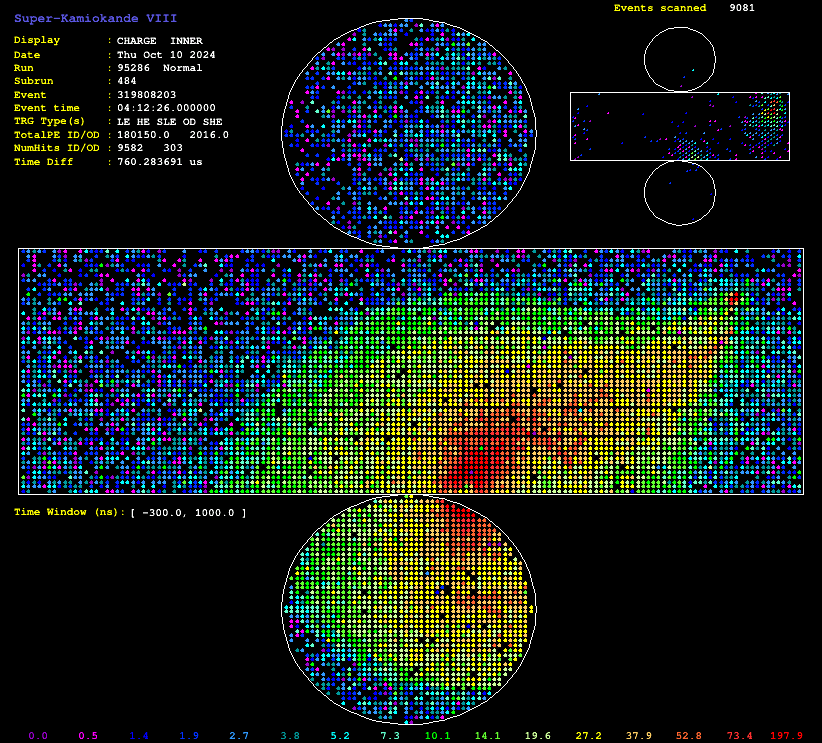 Super-Kamiokande VIII
Events scanned 9081
Display : CHARGE INNER
Date : Thu Oct 10 2024
Run : 95286 Normal
Subrun : 484
Event : 319808203
Event time : 04:12:26.000000
TRG Type(s) : LE HE SLE OD SHE
TotalPE ID/OD : 180150.0 2016.0
NumHits ID/OD : 9582 303
Time Diff : 760.283691 us
Time Window (ns): [ -300.0, 1000.0 ]
0.0 0.5 1.4 1.9 2.7 3.8 5.2 7.3 10.1 14.1 19.6 27.2 37.9 52.8 73.4 197.9